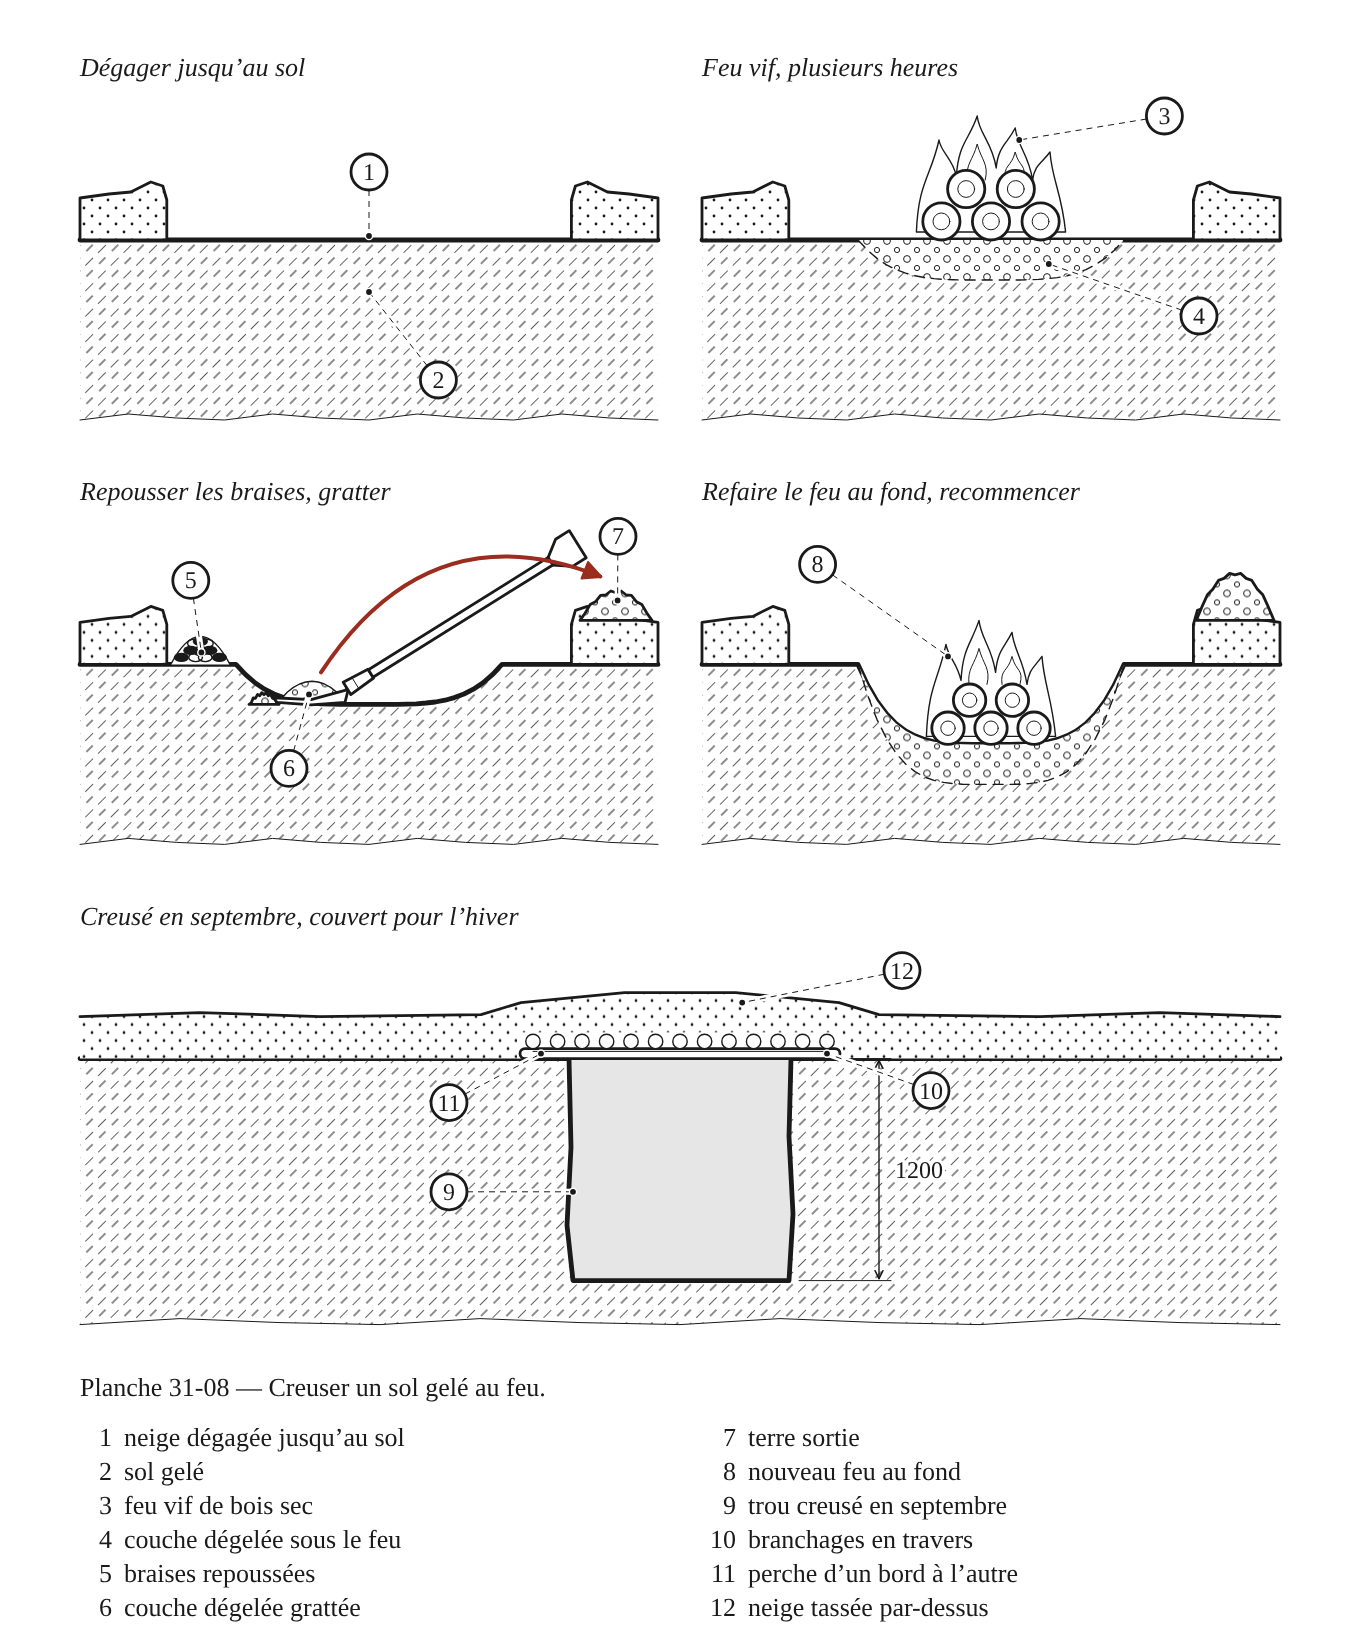 Dégager jusqu’au sol
Feu vif, plusieurs heures
3
1
4
2
Repousser les braises, gratter
Refaire le feu au fond, recommencer
7
8
5
6
Creusé en septembre, couvert pour l’hiver
12
11
10
9
1200
Planche 31-08 — Creuser un sol gelé au feu.
1 neige dégagée jusqu’au sol
2 sol gelé
3 feu vif de bois sec
4 couche dégelée sous le feu
5 braises repoussées
6 couche dégelée grattée
7 terre sortie
8 nouveau feu au fond
9 trou creusé en septembre
10 branchages en travers
11 perche d’un bord à l’autre
12 neige tassée par-dessus